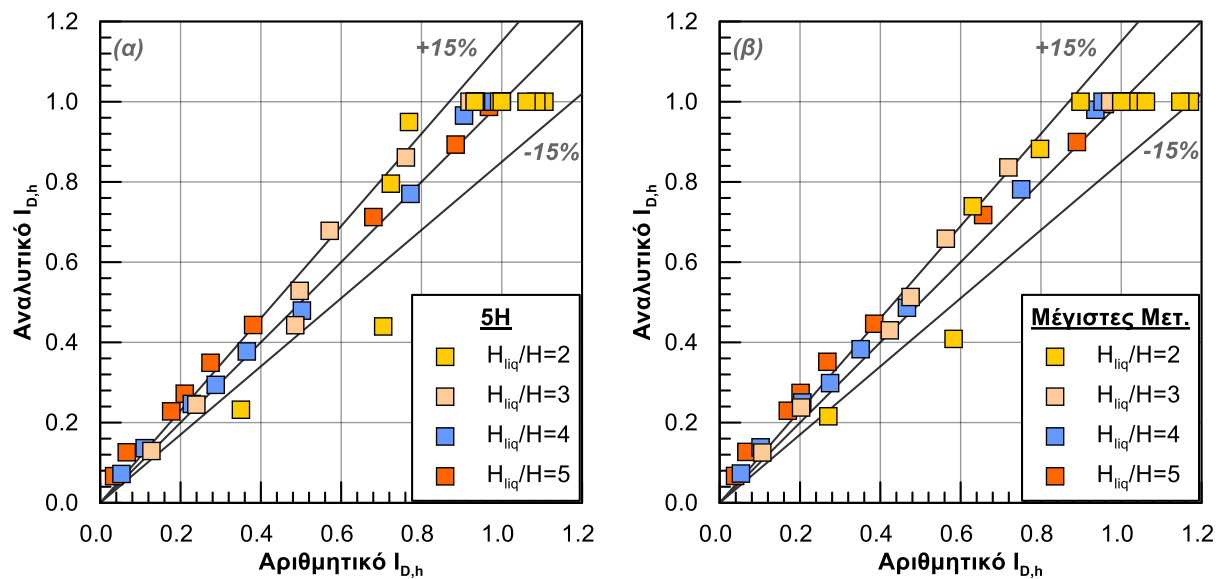 (α)
+15%
-15%
1.2
1.0
0.8
0.6
0.4
0.2
0.0
Αναλυτικό I_D,h
5H
H_liq/H=2
H_liq/H=3
H_liq/H=4
H_liq/H=5
0.0 0.2 0.4 0.6 0.8 1.0 1.2
Αριθμητικό I_D,h
(β)
+15%
-15%
1.2
1.0
0.8
0.6
0.4
0.2
0.0
Αναλυτικό I_D,h
Μέγιστες Μετ.
H_liq/H=2
H_liq/H=3
H_liq/H=4
H_liq/H=5
0.0 0.2 0.4 0.6 0.8 1.0 1.2
Αριθμητικό I_D,h